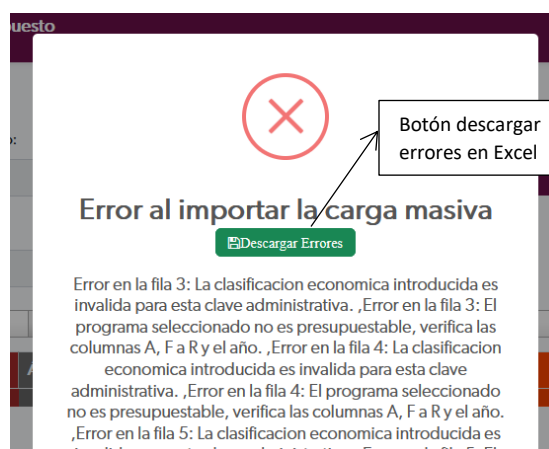 uesto
Botón descargar
errores en Excel
Error al importar la carga masiva
Descargar Errores
Error en la fila 3: La clasificacion economica introducida es
invalida para esta clave administrativa. ,Error en la fila 3: El
programa seleccionado no es presupuestable, verifica las
columnas A, F a R y el año. ,Error en la fila 4: La clasificacion
economica introducida es invalida para esta clave
administrativa. ,Error en la fila 4: El programa seleccionado
no es presupuestable, verifica las columnas A, F a R y el año.
,Error en la fila 5: La clasificacion economica introducida es